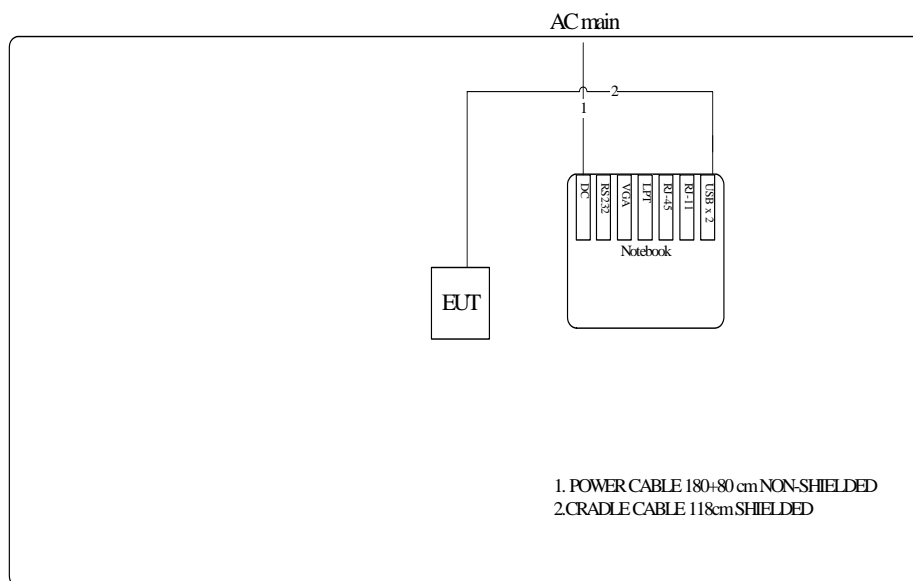 AC main
2
1
DC
RS232
VGA
LPT
RJ-45
RJ-11
USB x 2
Notebook
EUT
1. POWER CABLE 180+80 cm NON-SHIELDED
2.CRADLE CABLE 118cm SHIELDED